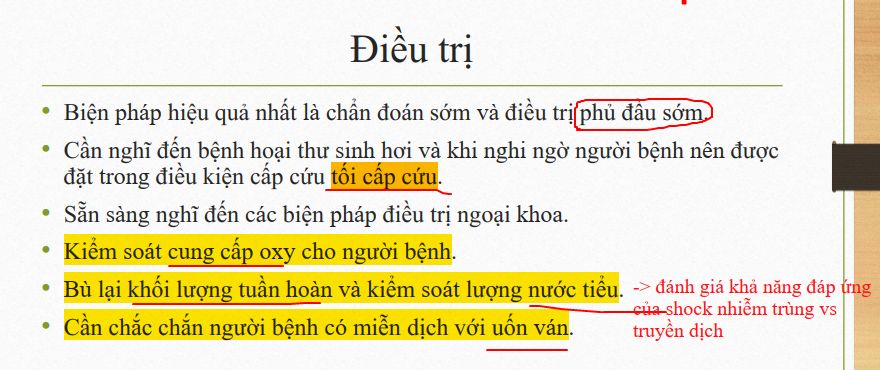 Điều trị
Biện pháp hiệu quả nhất là chẩn đoán sớm và điều trị phủ đầu sớm.
Cần nghĩ đến bệnh hoại thư sinh hơi và khi nghi ngờ người bệnh nên được
đặt trong điều kiện cấp cứu tối cấp cứu.
Sẵn sàng nghĩ đến các biện pháp điều trị ngoại khoa.
Kiểm soát cung cấp oxy cho người bệnh.
Bù lại khối lượng tuần hoàn và kiểm soát lượng nước tiểu.
-> đánh giá khả năng đáp ứng
của shock nhiễm trùng vs
truyền dịch
Cần chắc chắn người bệnh có miễn dịch với uốn ván.